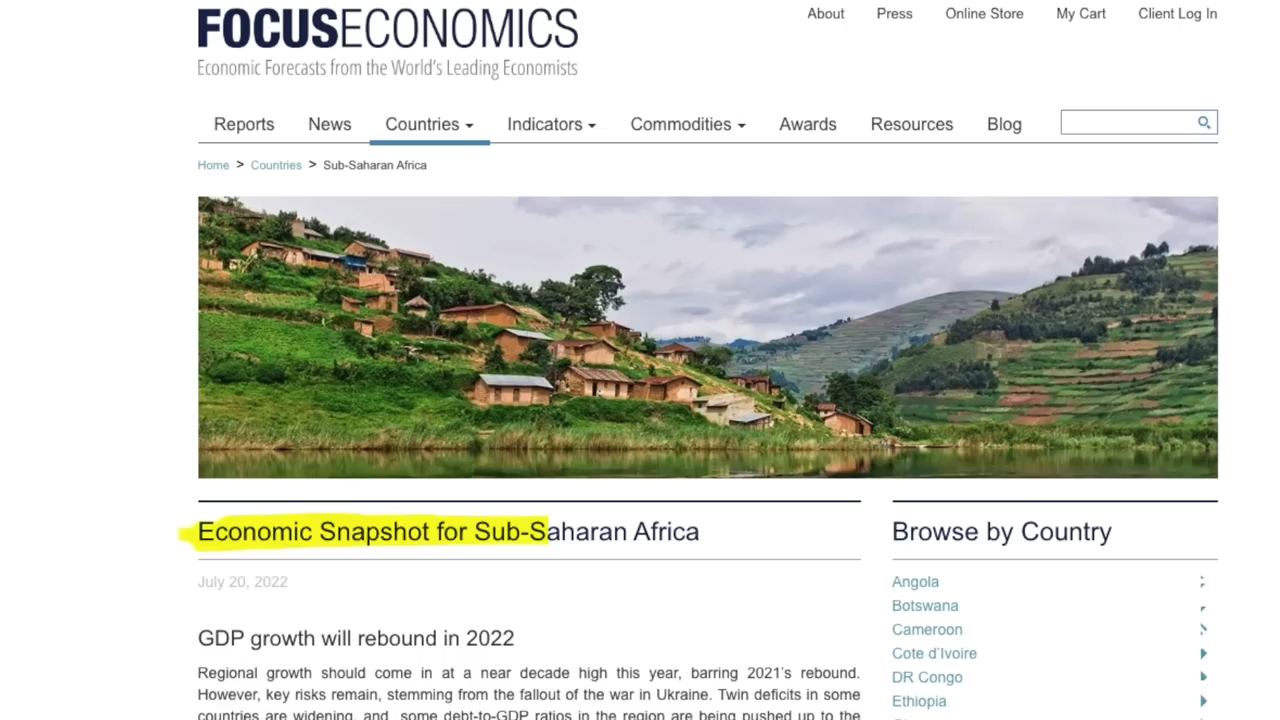 FOCUSECONOMICS
Economic Forecasts from the World's Leading Economists
About Press Online Store My Cart Client Log In
Reports News Countries Indicators Commodities Awards Resources Blog
Home > Countries > Sub-Saharan Africa
Economic Snapshot for Sub-Saharan Africa
July 20, 2022
GDP growth will rebound in 2022
Regional growth should come in at a near decade high this year, barring 2021's rebound.
However, key risks remain, stemming from the fallout of the war in Ukraine. Twin deficits in some
countries are widening, and some debt-to-GDP ratios in the region are being pushed up to the
Browse by Country
Angola
Botswana
Cameroon
Cote d'Ivoire
DR Congo
Ethiopia